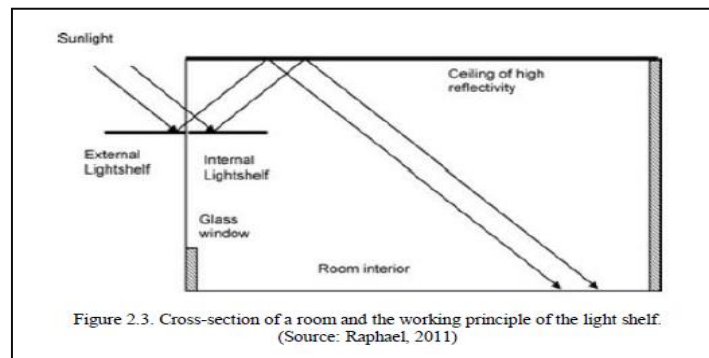 Sunlight
Ceiling of high
reflectivity
External
Lightshelf
Internal
Lightshelf
Glass
window
Room interior
Figure 2.3. Cross-section of a room and the working principle of the light shelf.
(Source: Raphael, 2011)